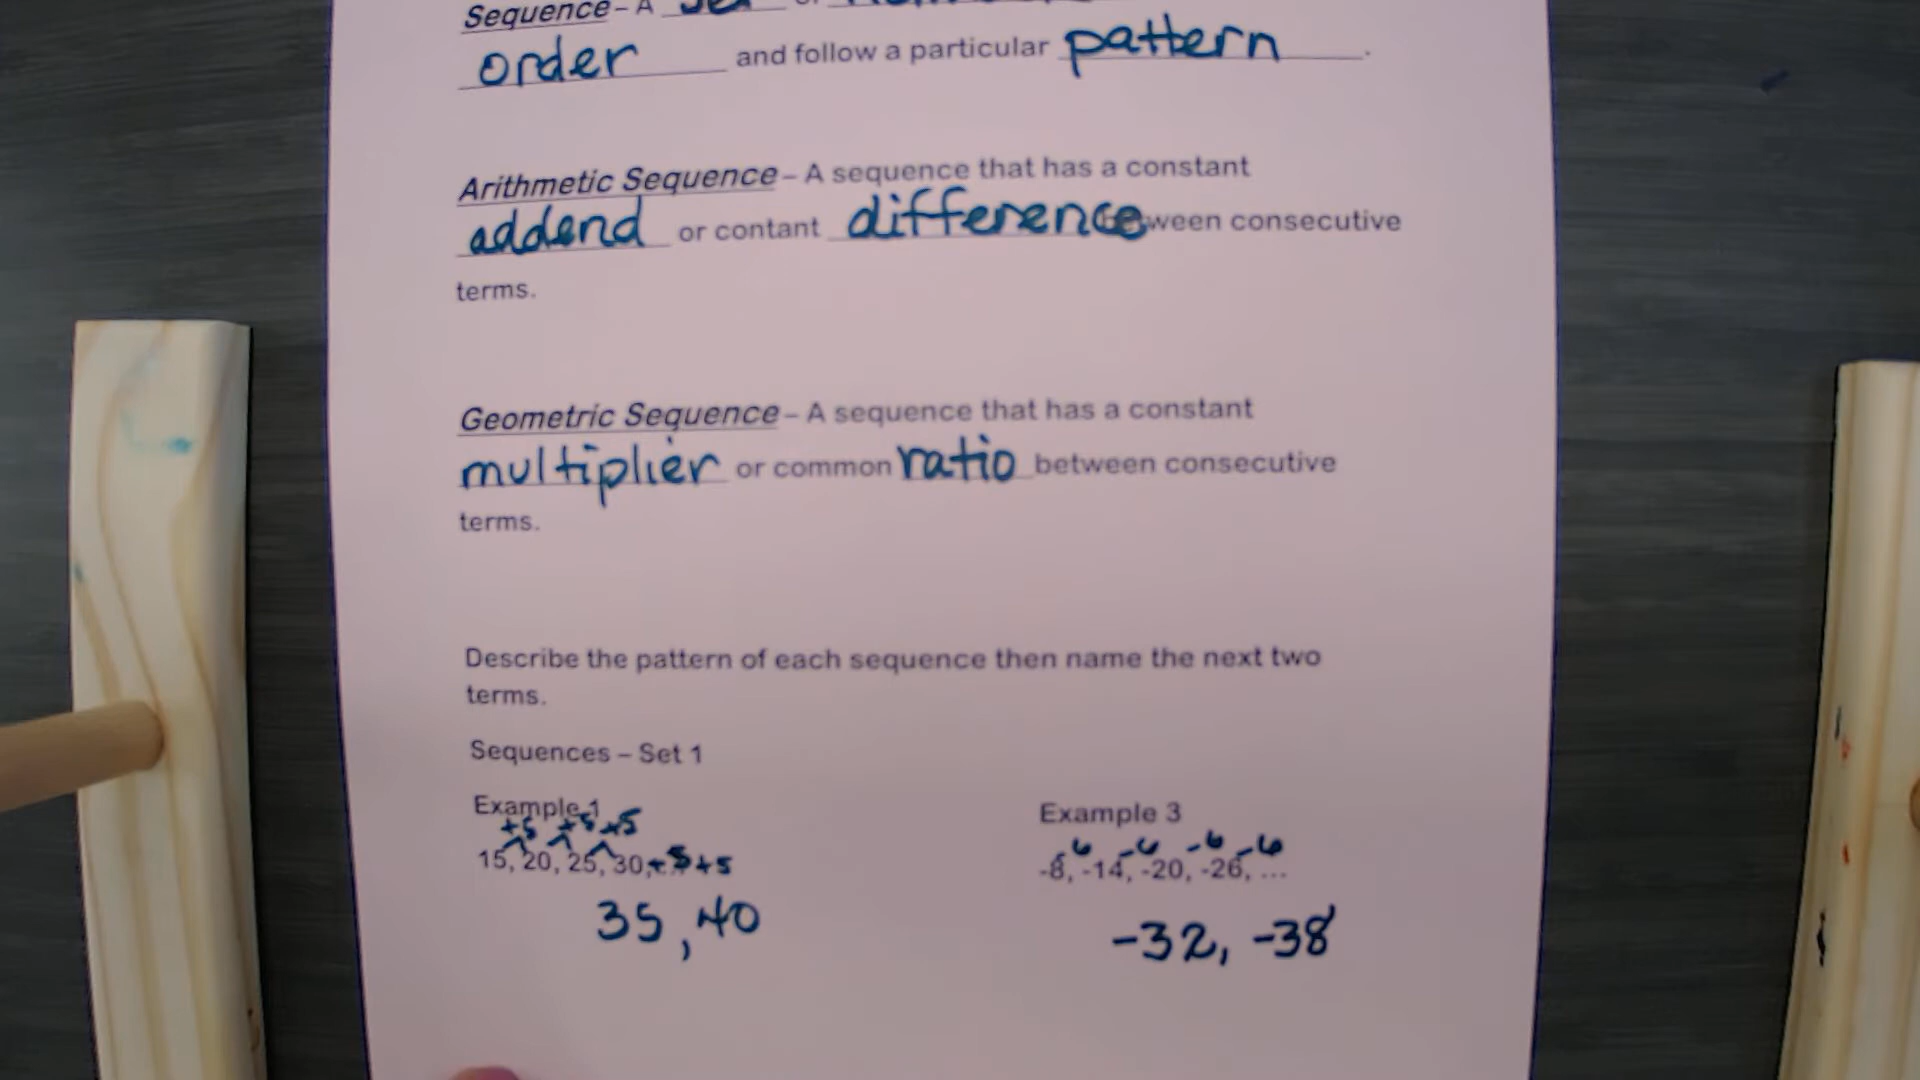 Sequence – A set
order and follow a particular pattern.
Arithmetic Sequence – A sequence that has a constant
addend or contant difference between consecutive
terms.
Geometric Sequence – A sequence that has a constant
multiplier or common ratio between consecutive
terms.
Describe the pattern of each sequence then name the next two
terms.
Sequences – Set 1
Example 1
+5 +5 +5
15, 20, 25, 30, +5 +5
35, 40
Example 3
-6 -6 -6 -6
-8, -14, -20, -26, ...
-32, -38